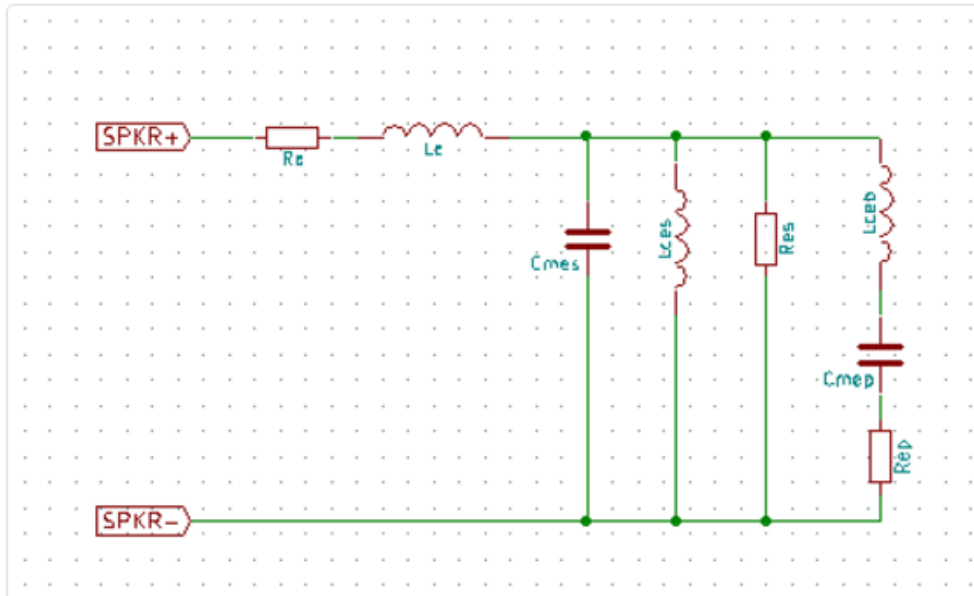 SPKR+
Re
Le
Cmes
Lces
Res
Lceb
Cmep
Rep
SPKR-